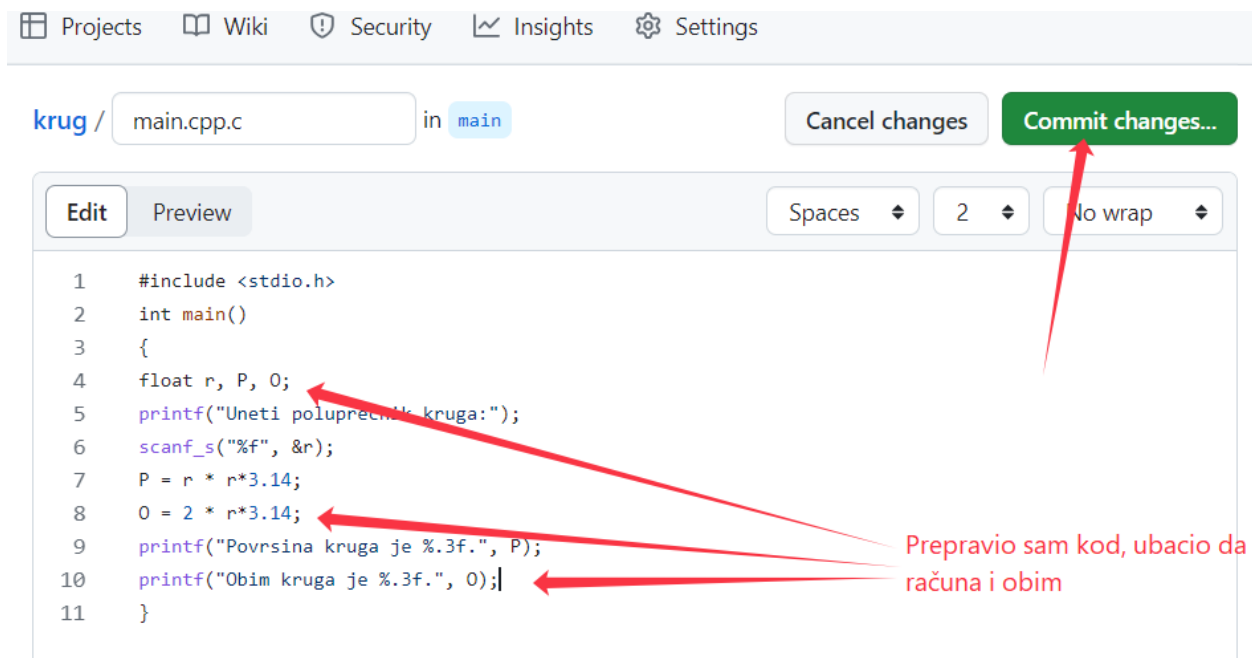 Projects Wiki Security Insights Settings
krug / main.cpp.c in main Cancel changes Commit changes...
Edit Preview Spaces 2 No wrap
1 #include <stdio.h>
2 int main()
3 {
4 float r, P, O;
5 printf("Uneti poluprecnik kruga:");
6 scanf_s("%f", &r);
7 P = r * r*3.14;
8 O = 2 * r*3.14;
9 printf("Povrsina kruga je %.3f.", P);
10 printf("Obim kruga je %.3f.", O);
11 }
Prepravio sam kod, ubacio da
računa i obim